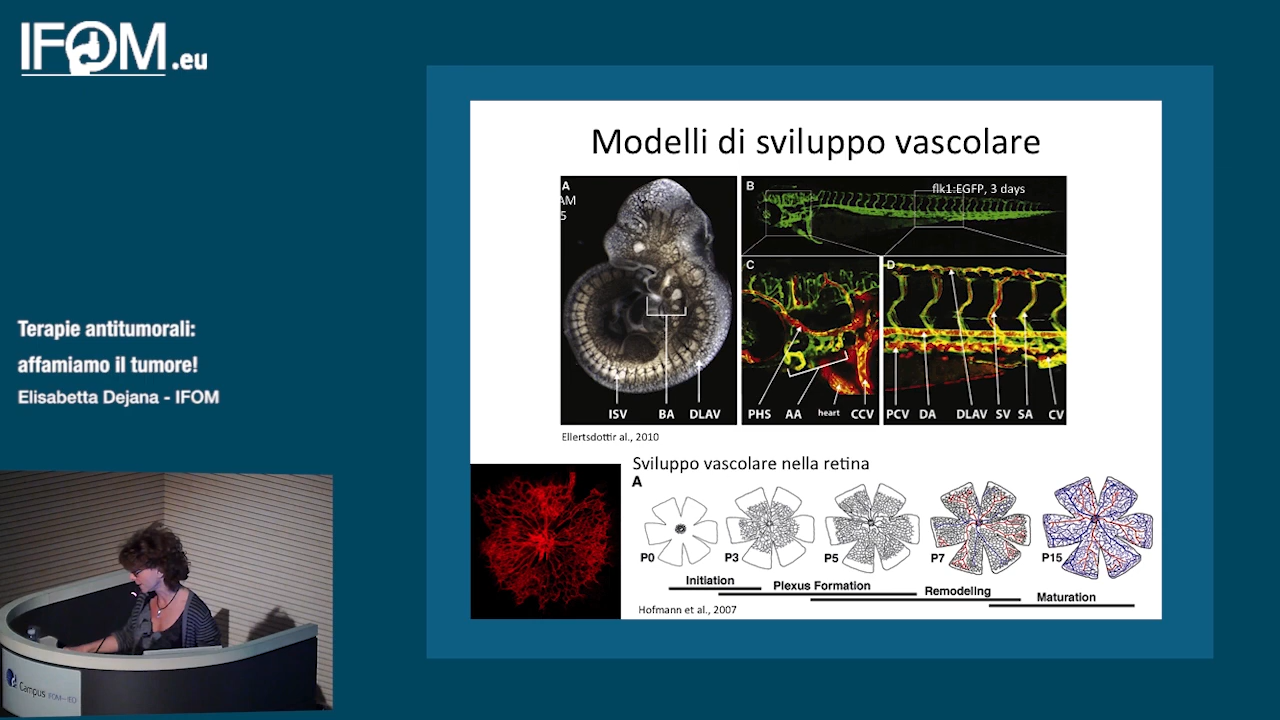 IFOM.eu
Terapie antitumorali:
affamiamo il tumore!
Elisabetta Dejana - IFOM
Campus IFOM-IEO
Modelli di sviluppo vascolare
A
AM
5
ISV BA DLAV
B
flk1:EGFP, 3 days
C
PHS AA heart CCV
D
PCV DA DLAV SV SA CV
Ellertsdottir al., 2010
Sviluppo vascolare nella retina
A
P0 P3 P5 P7 P15
Initiation
Plexus Formation
Remodeling
Maturation
Hofmann et al., 2007